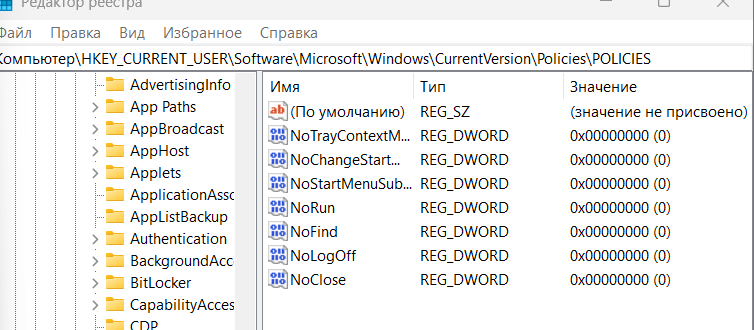 Редактор реестра
Файл Правка Вид Избранное Справка
Компьютер\HKEY_CURRENT_USER\Software\Microsoft\Windows\CurrentVersion\Policies\POLICIES
AdvertisingInfo
App Paths
AppBroadcast
AppHost
Applets
ApplicationAsso
AppListBackup
Authentication
BackgroundAcc
BitLocker
CapabilityAcces
CDP
Имя Тип Значение
(По умолчанию) REG_SZ (значение не присвоено)
NoTrayContextM... REG_DWORD 0x00000000 (0)
NoChangeStart... REG_DWORD 0x00000000 (0)
NoStartMenuSub... REG_DWORD 0x00000000 (0)
NoRun REG_DWORD 0x00000000 (0)
NoFind REG_DWORD 0x00000000 (0)
NoLogOff REG_DWORD 0x00000000 (0)
NoClose REG_DWORD 0x00000000 (0)